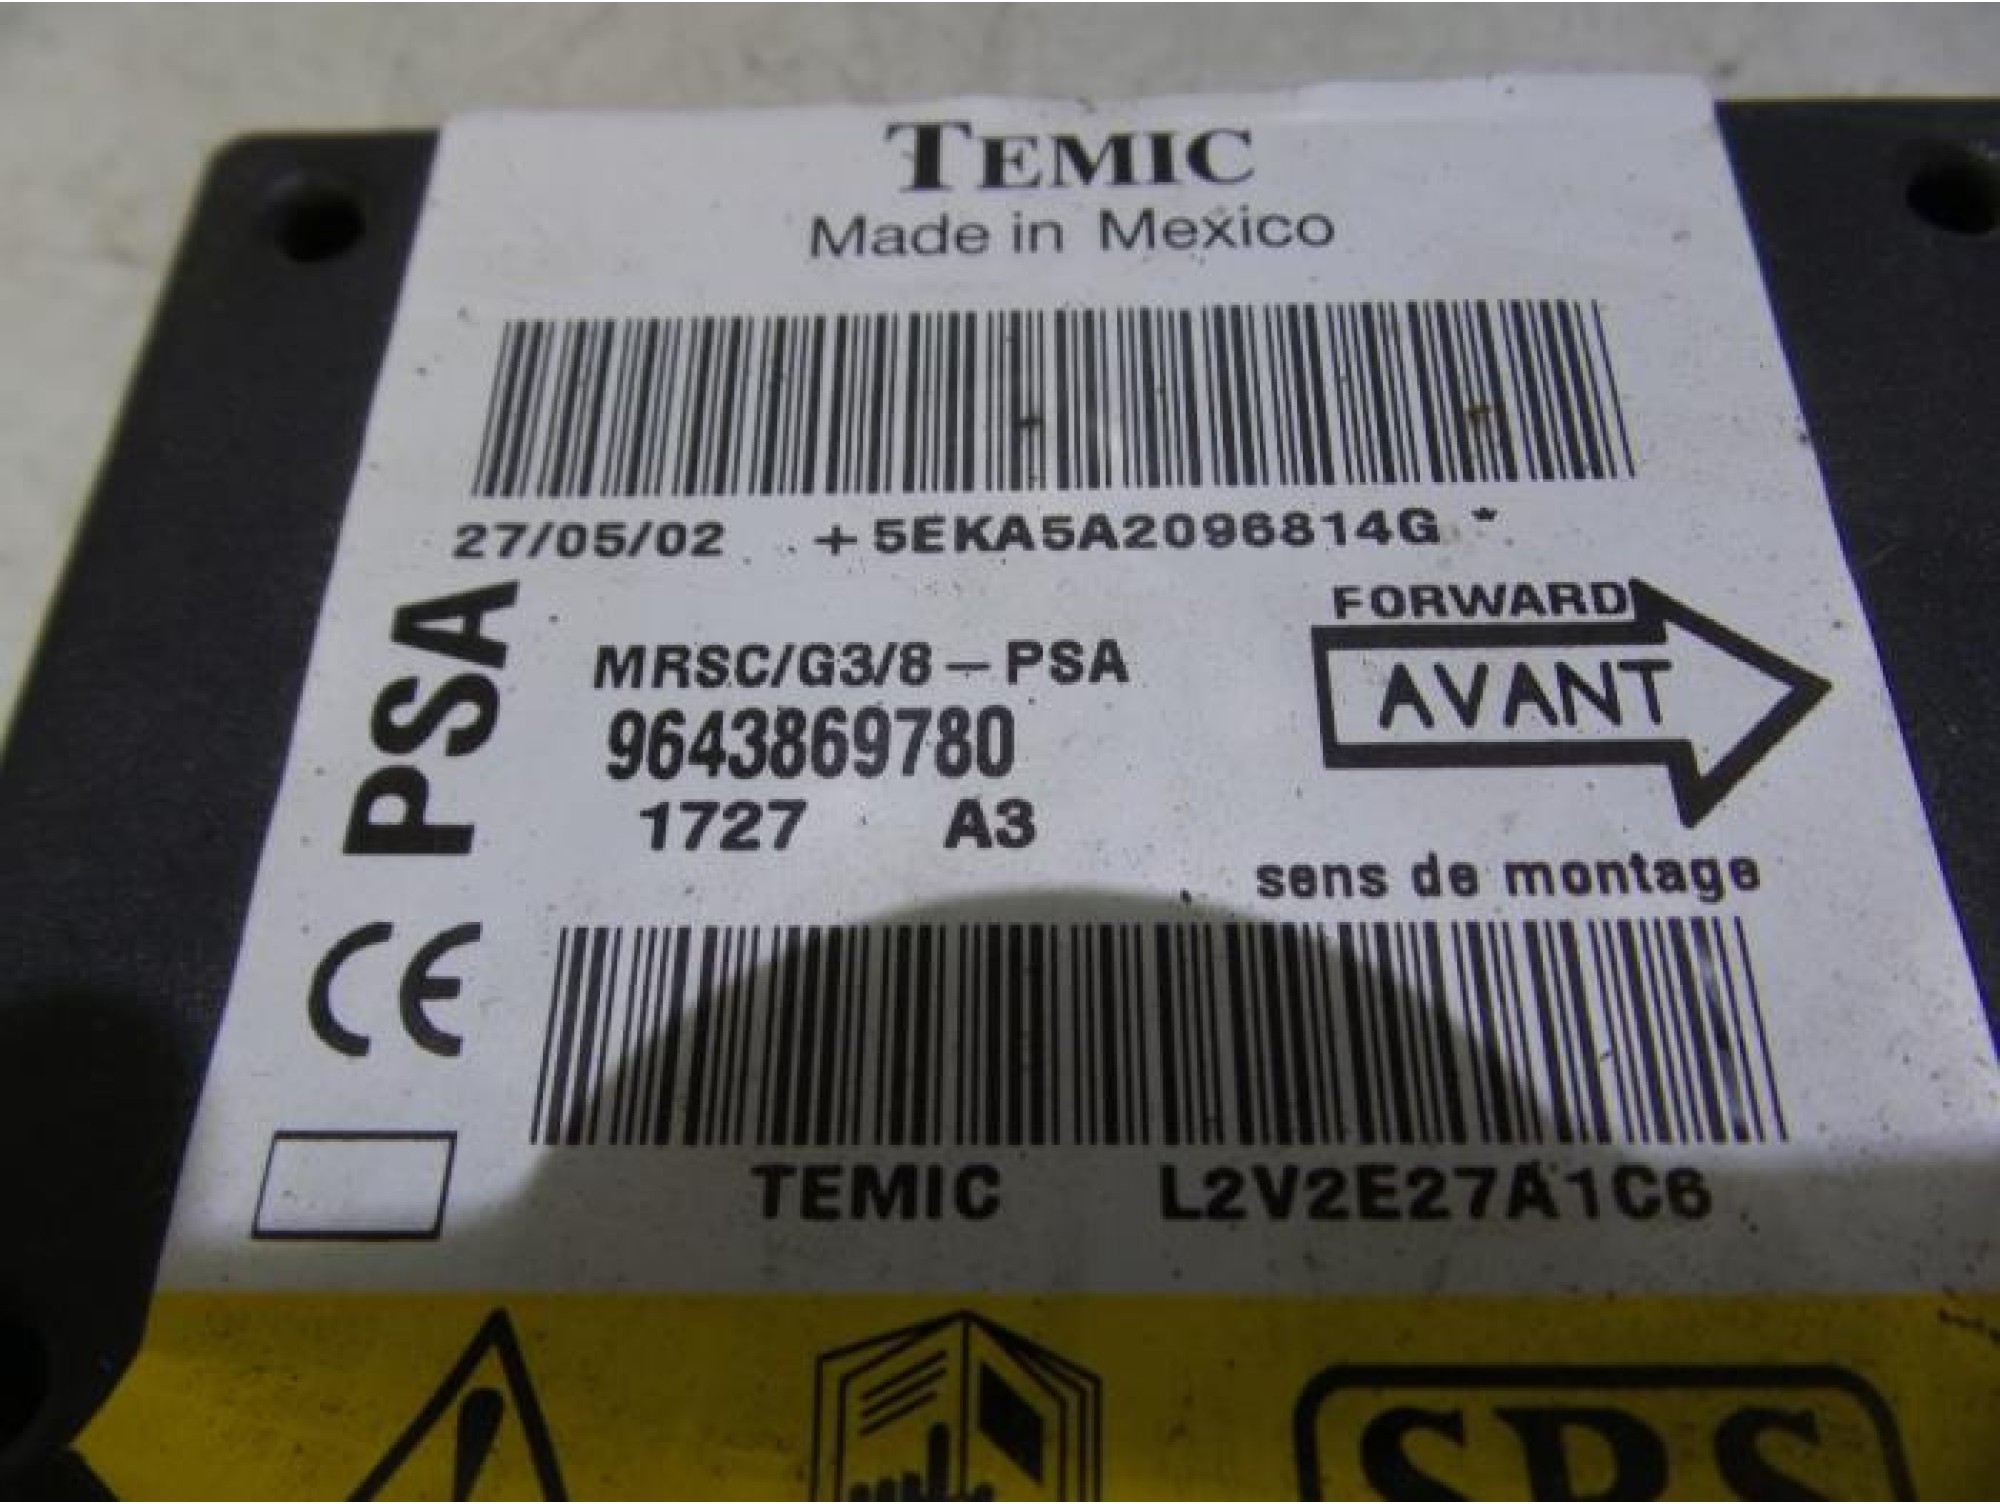 TEMIC
Made in Mexico
27/05/02 +5EKA5A2096814G *
PSA
FORWARD
AVANT
MRSC/G3/8-PSA
9643869780
1727 A3
sens de montage
CE
TEMIC L2V2E27A1C6
SRS